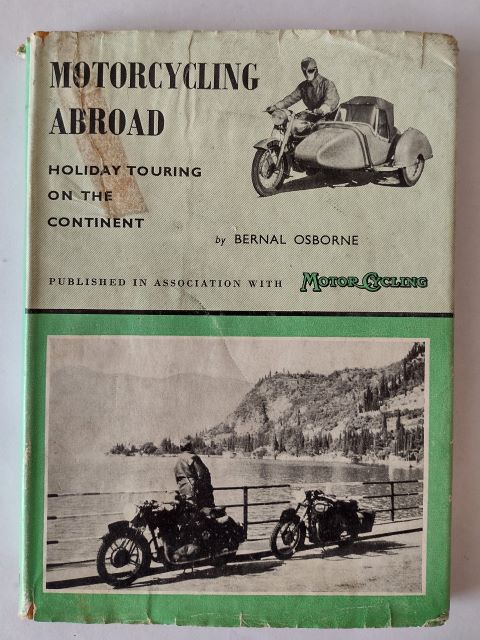 MOTORCYCLING
ABROAD
HOLIDAY TOURING
ON THE
CONTINENT
by BERNAL OSBORNE
PUBLISHED IN ASSOCIATION WITH MOTOR CYCLING